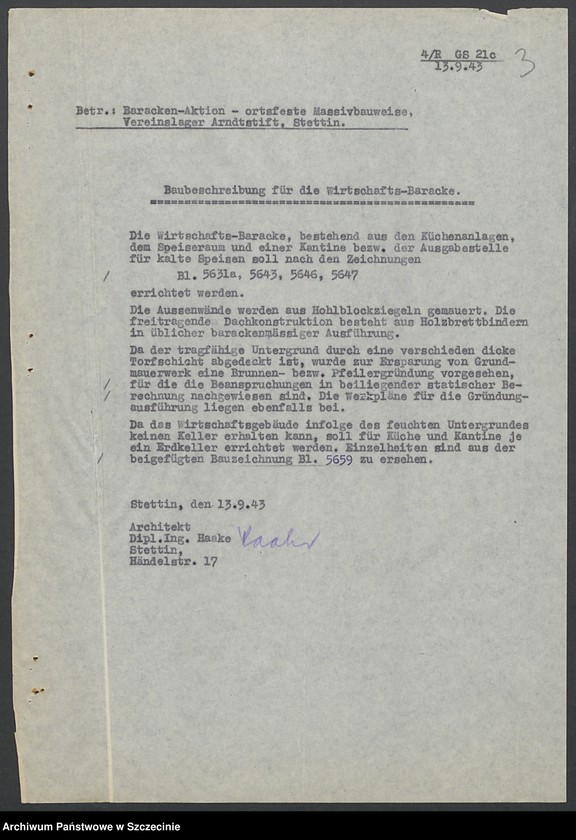 4/R GS 21c
13.9.43
3
Betr.: Baracken-Aktion - ortsfeste Massivbauweise,
Vereinslager Arndtstift, Stettin.
Baubeschreibung für die Wirtschafts-Baracke.
Die Wirtschafts-Baracke, bestehend aus den Küchenanlagen,
dem Speiseraum und einer Kantine bezw. der Ausgabestelle
für kalte Speisen soll nach den Zeichnungen
Bl. 5631a, 5643, 5646, 5647
errichtet werden.
Die Aussenwände werden aus Hohlblockziegeln gemauert. Die
freitragende Dachkonstruktion besteht aus Holzbrettbindern
in üblicher barackenmässiger Ausführung.
Da der tragfähige Untergrund durch eine verschieden dicke
Torfschicht abgedeckt ist, wurde zur Ersparung von Grund-
mauerwerk eine Brunnen- bezw. Pfeilergründung vorgesehen,
für die die Beanspruchungen in beiliegender statischer Be-
rechnung nachgewiesen sind. Die Werkpläne für die Gründung-
ausführung liegen ebenfalls bei.
Da das Wirtschaftsgebäude infolge des feuchten Untergrundes
keinen Keller erhalten kann, soll für Küche und Kantine je
ein Erdkeller errichtet werden. Einzelheiten sind aus der
beigefügten Bauzeichnung Bl. 5659 zu ersehen.
Stettin, den 13.9.43
Architekt
Dipl.Ing. Haake Haake
Stettin,
Händelstr. 17
Archiwum Państwowe w Szczecinie